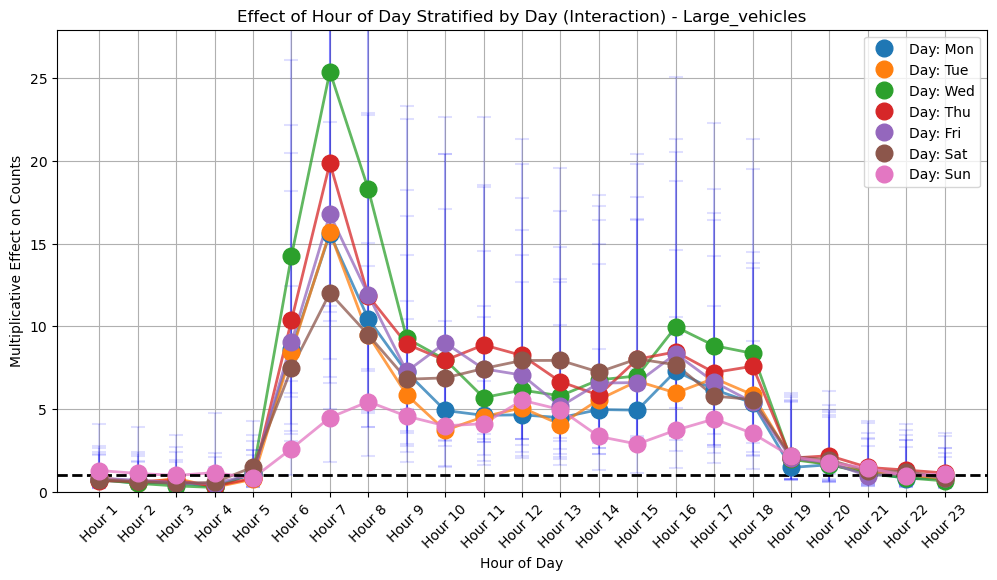 Effect of Hour of Day Stratified by Day (Interaction) - Large_vehicles
Multiplicative Effect on Counts
25
20
15
10
5
0
Day: Mon
Day: Tue
Day: Wed
Day: Thu
Day: Fri
Day: Sat
Day: Sun
Hour 1
Hour 2
Hour 3
Hour 4
Hour 5
Hour 6
Hour 7
Hour 8
Hour 9
Hour 10
Hour 11
Hour 12
Hour 13
Hour 14
Hour 15
Hour 16
Hour 17
Hour 18
Hour 19
Hour 20
Hour 21
Hour 22
Hour 23
Hour of Day